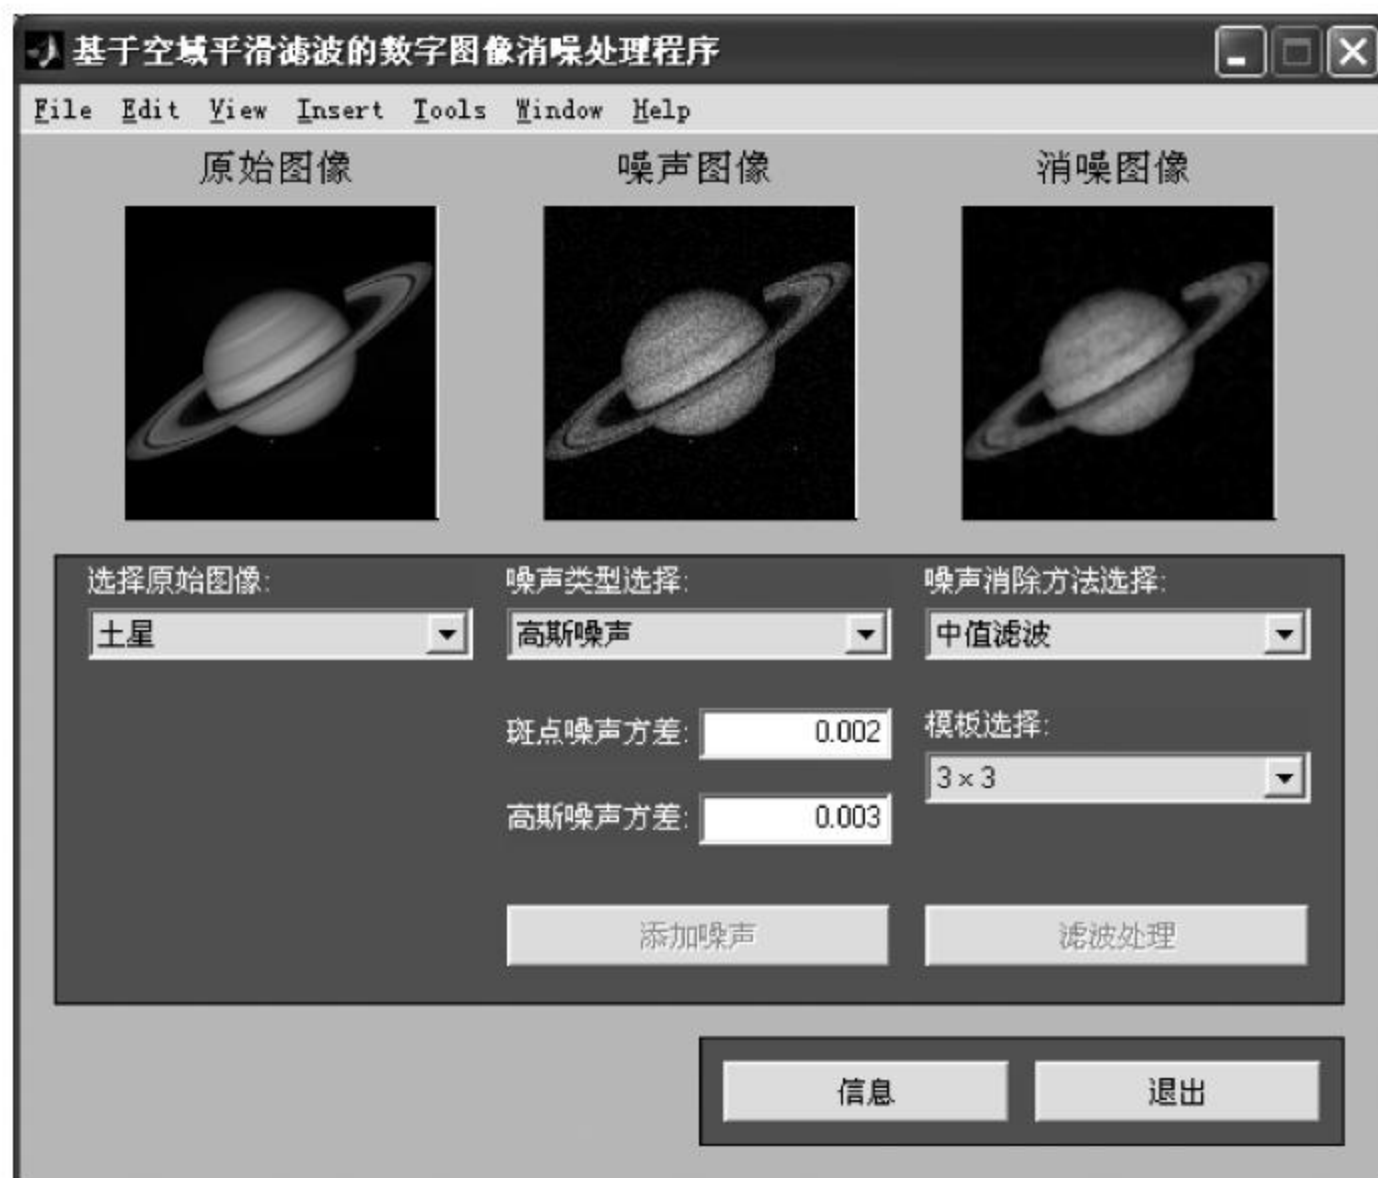 基于空域平滑滤波的数字图像消噪处理程序
File Edit View Insert Tools Window Help
原始图像 噪声图像 消噪图像
选择原始图像: 噪声类型选择: 噪声消除方法选择:
土星 高斯噪声 中值滤波
斑点噪声方差: 0.002 模板选择:
3×3
高斯噪声方差: 0.003
添加噪声 滤波处理
信息 退出